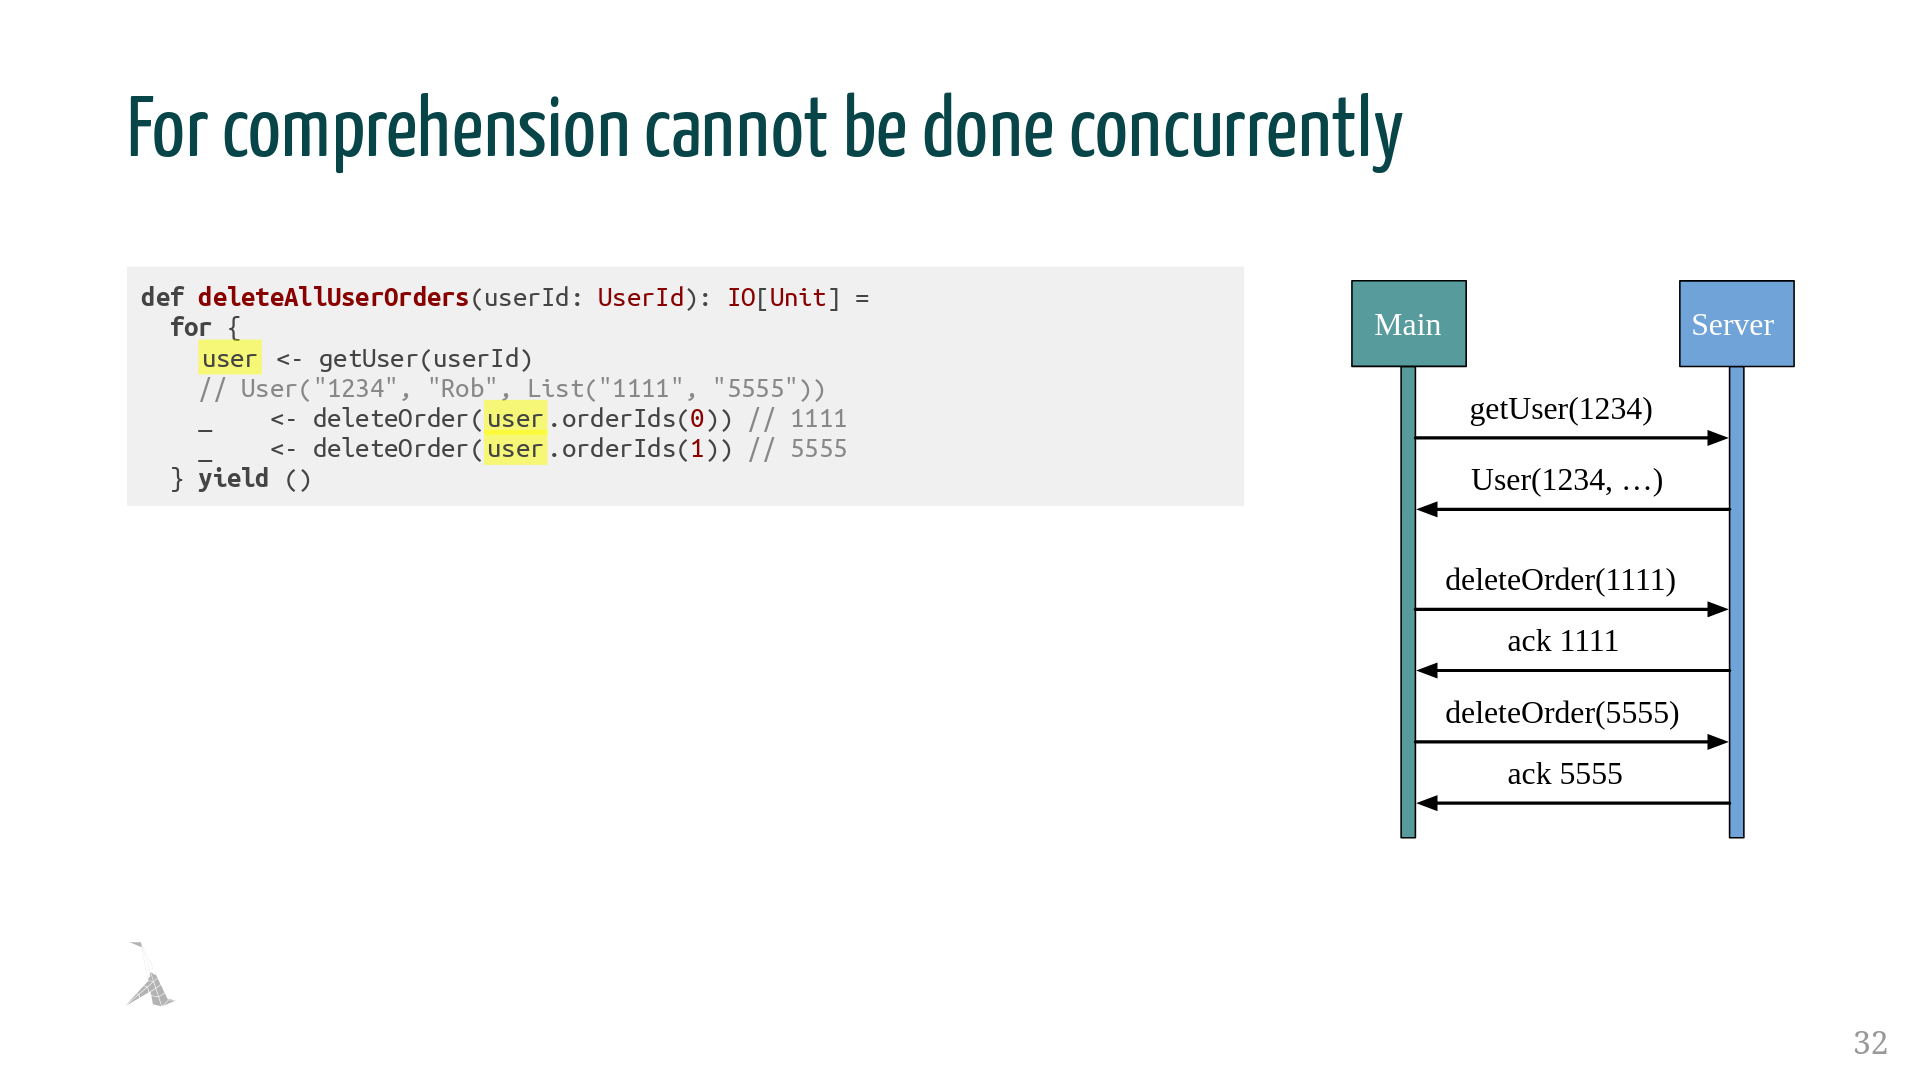 For comprehension cannot be done concurrently
def deleteAllUserOrders(userId: UserId): IO[Unit] =
  for {
    user <- getUser(userId)
    // User("1234", "Rob", List("1111", "5555"))
    _    <- deleteOrder(user.orderIds(0)) // 1111
    _    <- deleteOrder(user.orderIds(1)) // 5555
  } yield ()
Main
Server
getUser(1234)
User(1234, …)
deleteOrder(1111)
ack 1111
deleteOrder(5555)
ack 5555
32